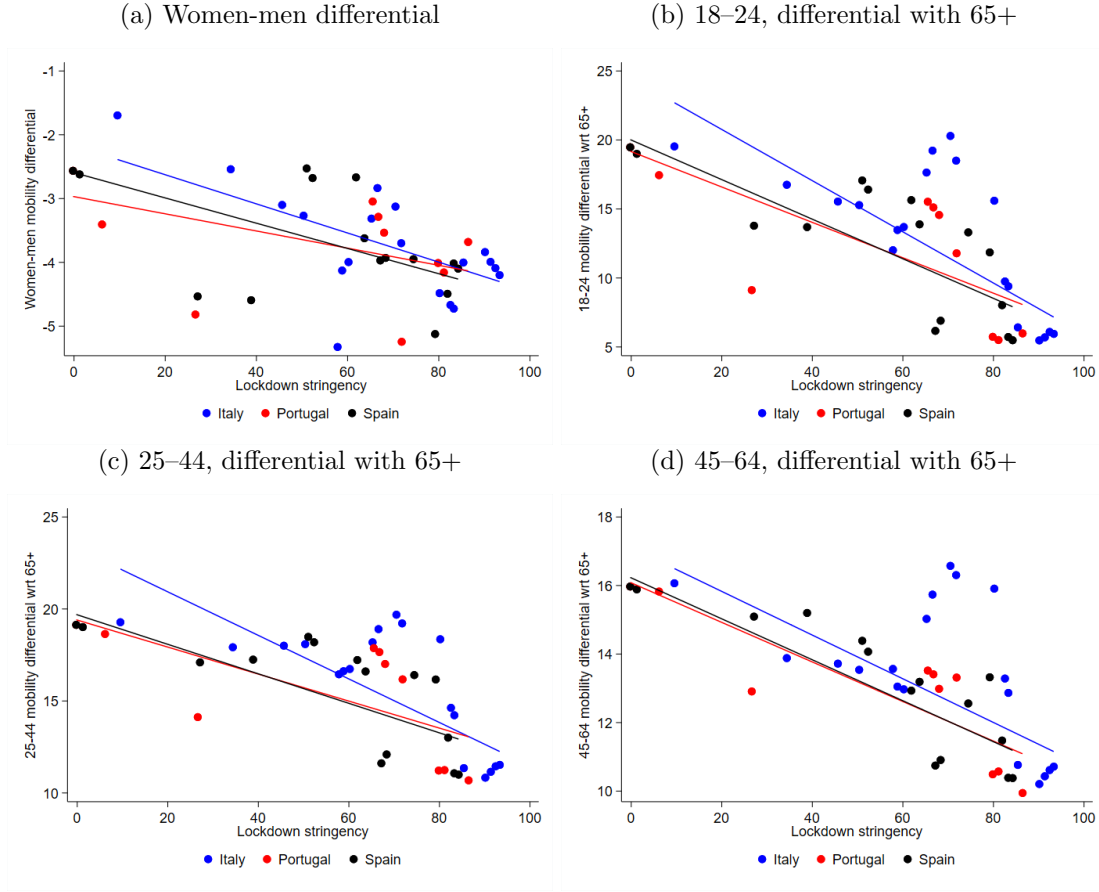 (a) Women-men differential
-1
-2
-3
-4
-5
Women-men mobility differential
0 20 40 60 80 100
Lockdown stringency
Italy Portugal Spain
(b) 18–24, differential with 65+
25
20
15
10
5
18-24 mobility differential wrt 65+
0 20 40 60 80 100
Lockdown stringency
Italy Portugal Spain
(c) 25–44, differential with 65+
25
20
15
10
25-44 mobility differential wrt 65+
0 20 40 60 80 100
Lockdown stringency
Italy Portugal Spain
(d) 45–64, differential with 65+
18
16
14
12
10
45-64 mobility differential wrt 65+
0 20 40 60 80 100
Lockdown stringency
Italy Portugal Spain